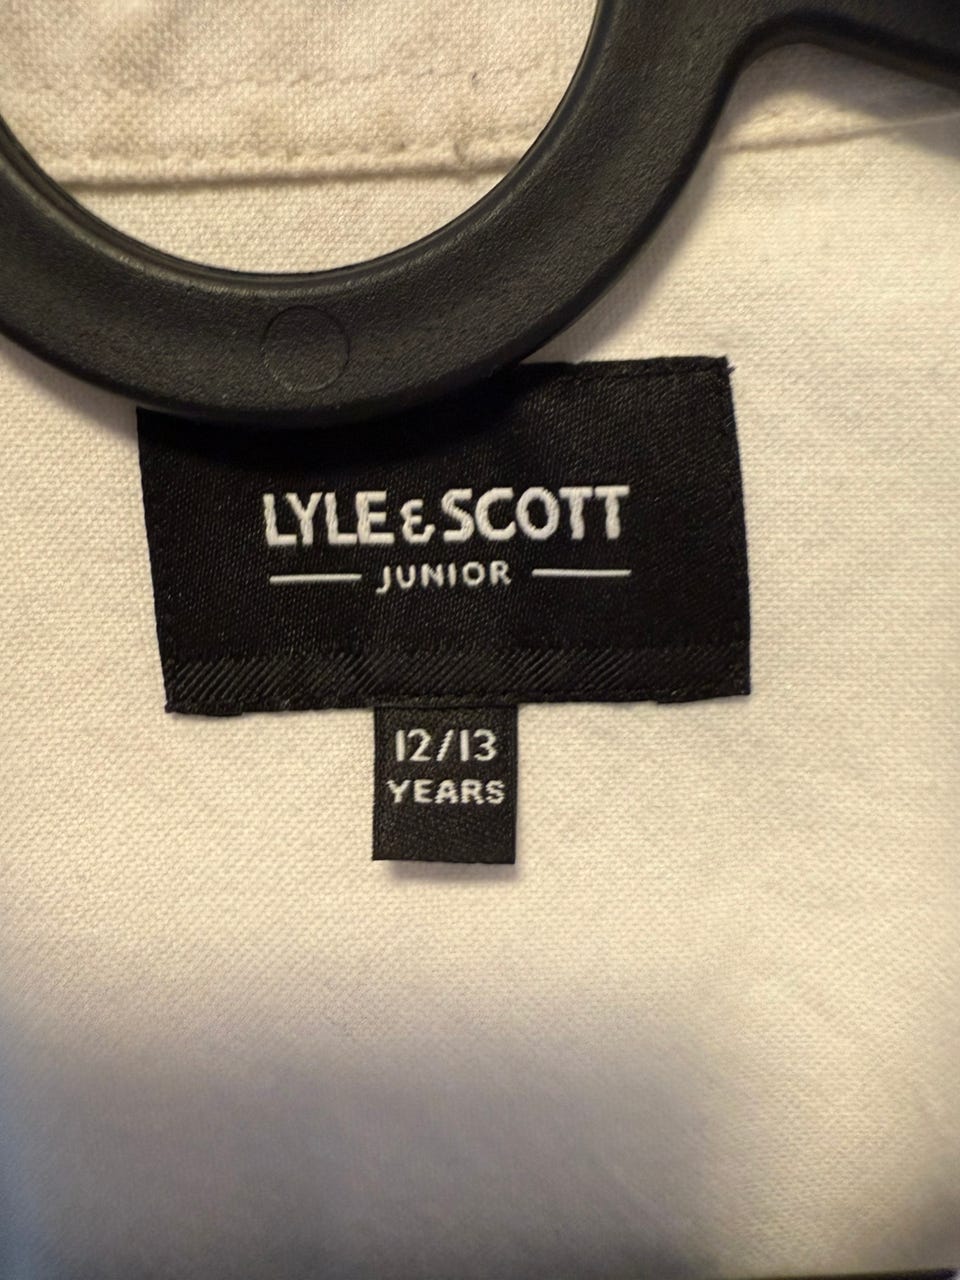 LYLE & SCOTT
JUNIOR
12/13
YEARS